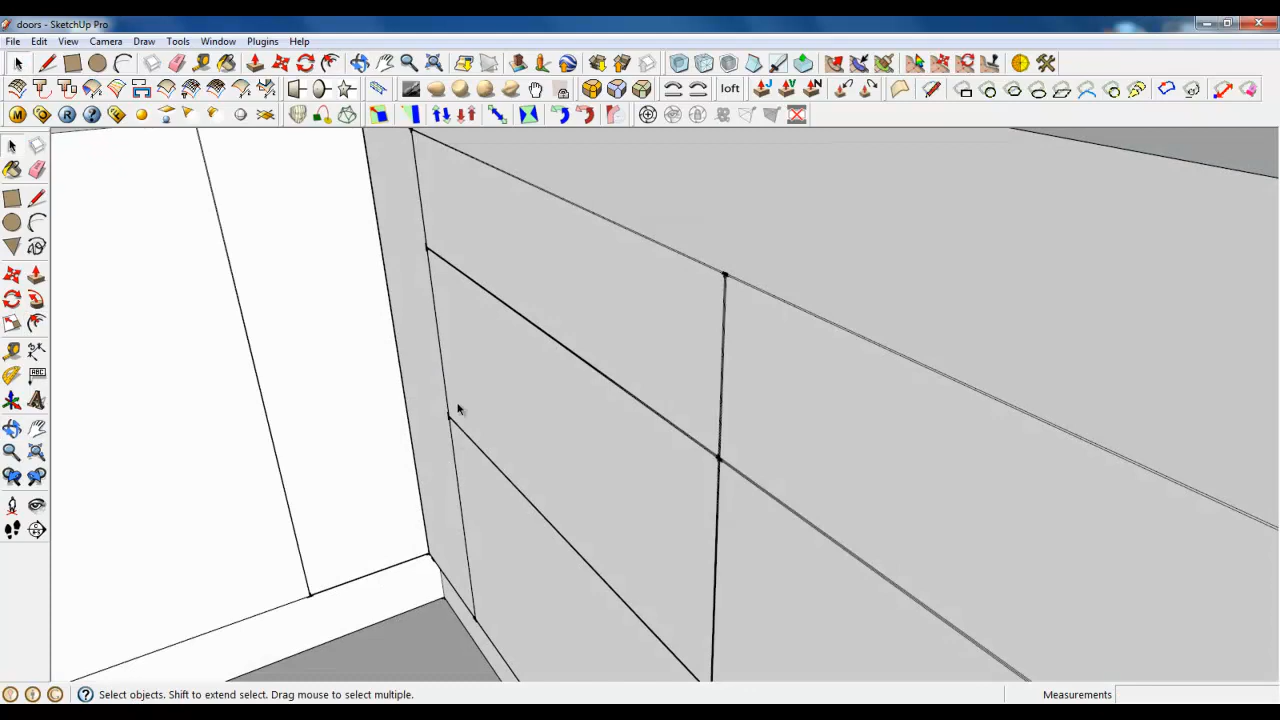 doors - SketchUp Pro
File Edit View Camera Draw Tools Window Plugins Help
loft J V N
M R ?
ABC
Select objects. Shift to extend select. Drag mouse to select multiple. Measurements